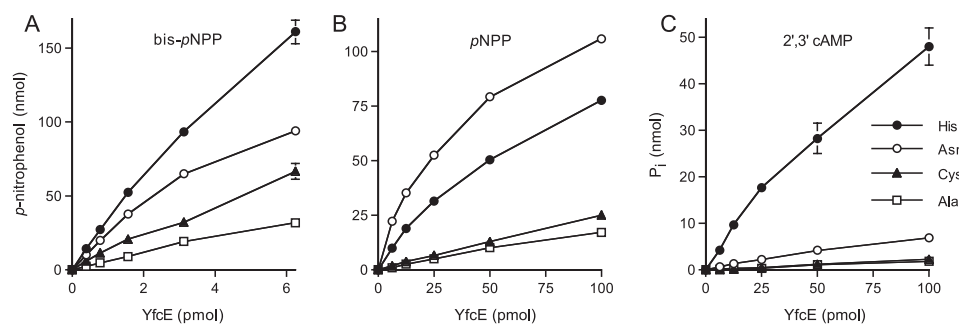 A
bis-pNPP
p-nitrophenol (nmol)
150
100
50
0
0
2
4
6
YfcE (pmol)
B
pNPP
100
75
50
25
0
0
25
50
75
100
YfcE (pmol)
C
2',3' cAMP
Pi (nmol)
50
40
30
20
10
0
0
25
50
75
100
YfcE (pmol)
His
Asn
Cys
Ala